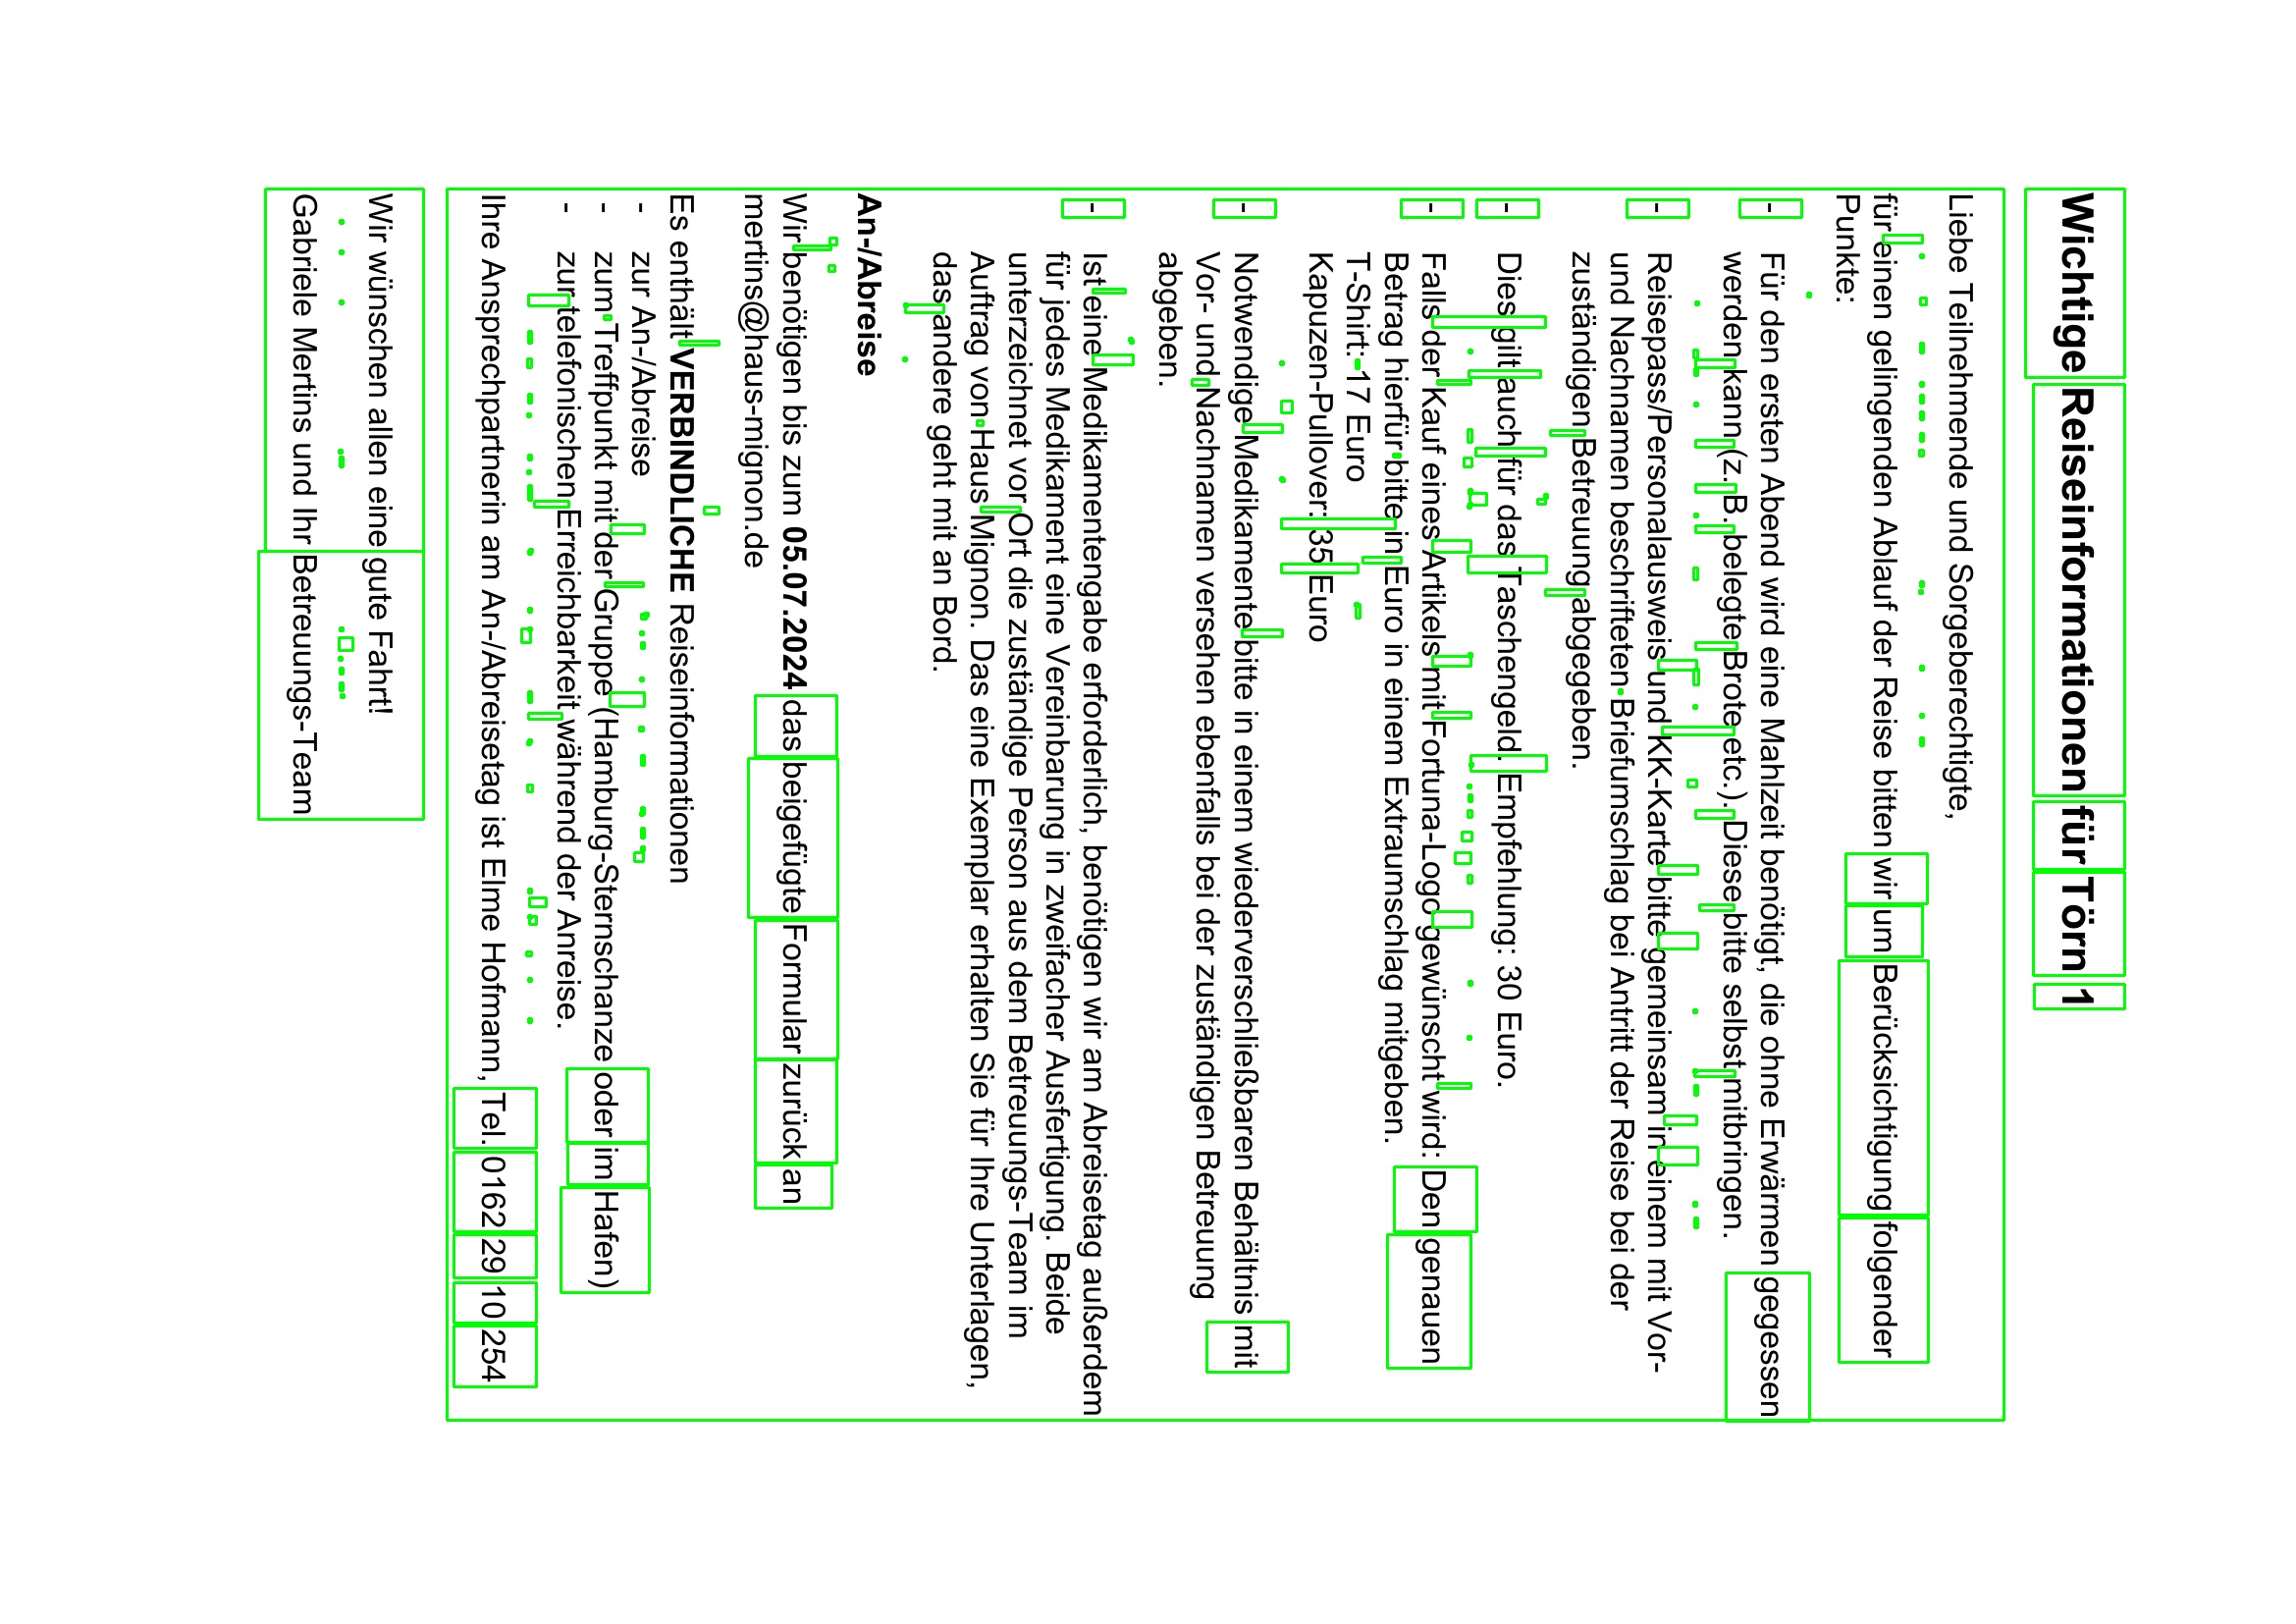 Wichtige Reiseinformationen für Törn 1
Liebe Teilnehmende und Sorgeberechtigte,
für einen gelingenden Ablauf der Reise bitten wir um Berücksichtigung folgender
Punkte:
- Für den ersten Abend wird eine Mahlzeit benötigt, die ohne Erwärmen gegessen
werden kann (z.B. belegte Brote etc.). Diese bitte selbst mitbringen.
- Reisepass/Personalausweis und KK-Karte bitte gemeinsam in einem mit Vor-
und Nachnamen beschrifteten Briefumschlag bei Antritt der Reise bei der
zuständigen Betreuung abgegeben.
- Dies gilt auch für das Taschengeld. Empfehlung: 30 Euro.
- Falls der Kauf eines Artikels mit Fortuna-Logo gewünscht wird: Den genauen
Betrag hierfür bitte in Euro in einem Extraumschlag mitgeben.
T-Shirt: 17 Euro
Kapuzen-Pullover: 35 Euro
- Notwendige Medikamente bitte in einem wiederverschließbaren Behältnis mit
Vor- und Nachnamen versehen ebenfalls bei der zuständigen Betreuung
abgeben.
- Ist eine Medikamentengabe erforderlich, benötigen wir am Abreisetag außerdem
für jedes Medikament eine Vereinbarung in zweifacher Ausfertigung. Beide
unterzeichnet vor Ort die zuständige Person aus dem Betreuungs-Team im
Auftrag von Haus Mignon. Das eine Exemplar erhalten Sie für Ihre Unterlagen,
das andere geht mit an Bord.
An-/Abreise
Wir benötigen bis zum 05.07.2024 das beigefügte Formular zurück an
mertins@haus-mignon.de
Es enthält VERBINDLICHE Reiseinformationen
- zur An-/Abreise
- zum Treffpunkt mit der Gruppe (Hamburg-Sternschanze oder im Hafen)
- zur telefonischen Erreichbarkeit während der Anreise.
Ihre Ansprechpartnerin am An-/Abreisetag ist Elme Hofmann, Tel. 0162 29 10 254
Wir wünschen allen eine gute Fahrt!
Gabriele Mertins und Ihr Betreuungs-Team